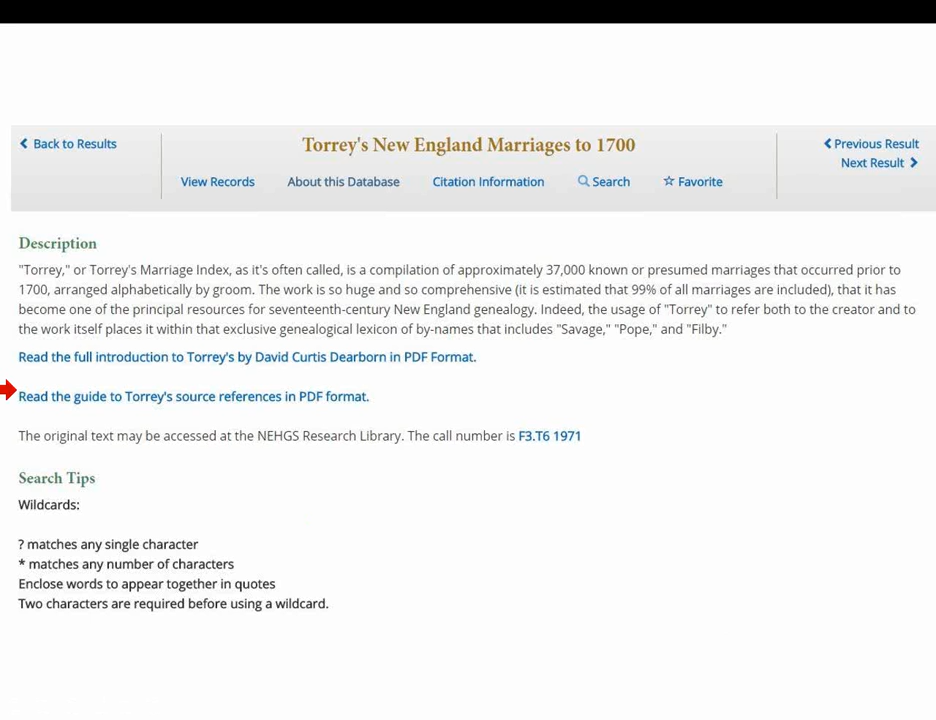 Back to Results
Torrey's New England Marriages to 1700
Previous Result
Next Result
View Records
About this Database
Citation Information
Search
Favorite
Description
"Torrey," or Torrey's Marriage Index, as it's often called, is a compilation of approximately 37,000 known or presumed marriages that occurred prior to
1700, arranged alphabetically by groom. The work is so huge and so comprehensive (it is estimated that 99% of all marriages are included), that it has
become one of the principal resources for seventeenth-century New England genealogy. Indeed, the usage of "Torrey" to refer both to the creator and to
the work itself places it within that exclusive genealogical lexicon of by-names that includes "Savage," "Pope," and "Filby."
Read the full introduction to Torrey's by David Curtis Dearborn in PDF Format.
Read the guide to Torrey's source references in PDF format.
The original text may be accessed at the NEHGS Research Library. The call number is F3.T6 1971
Search Tips
Wildcards:
? matches any single character
* matches any number of characters
Enclose words to appear together in quotes
Two characters are required before using a wildcard.